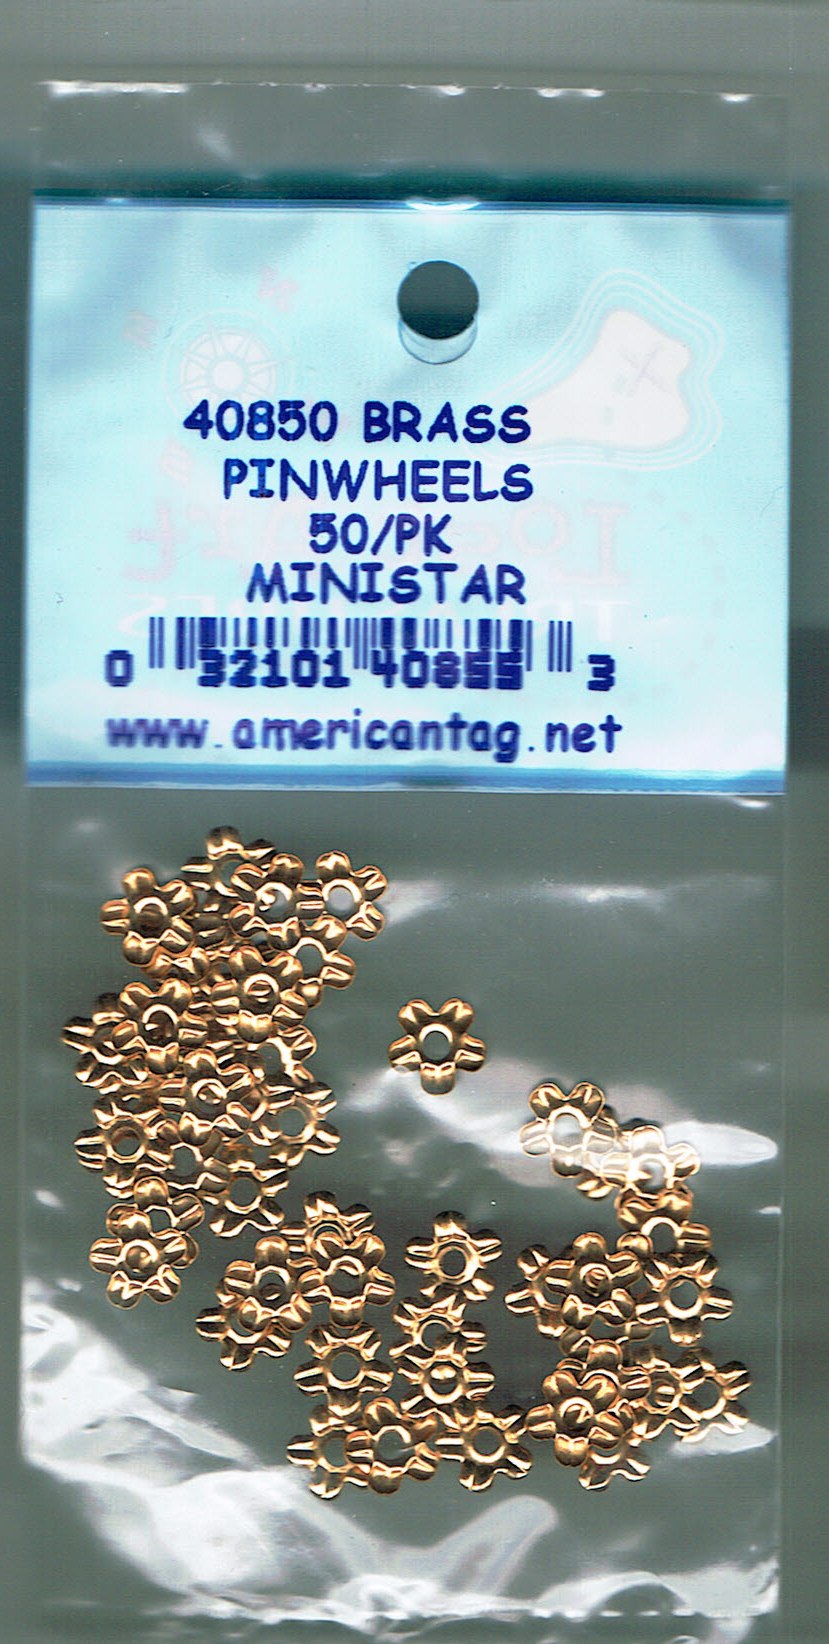 40850 BRASS
PINWHEELS
50/PK
MINISTAR
0 32101 40855 3
www.americantag.net